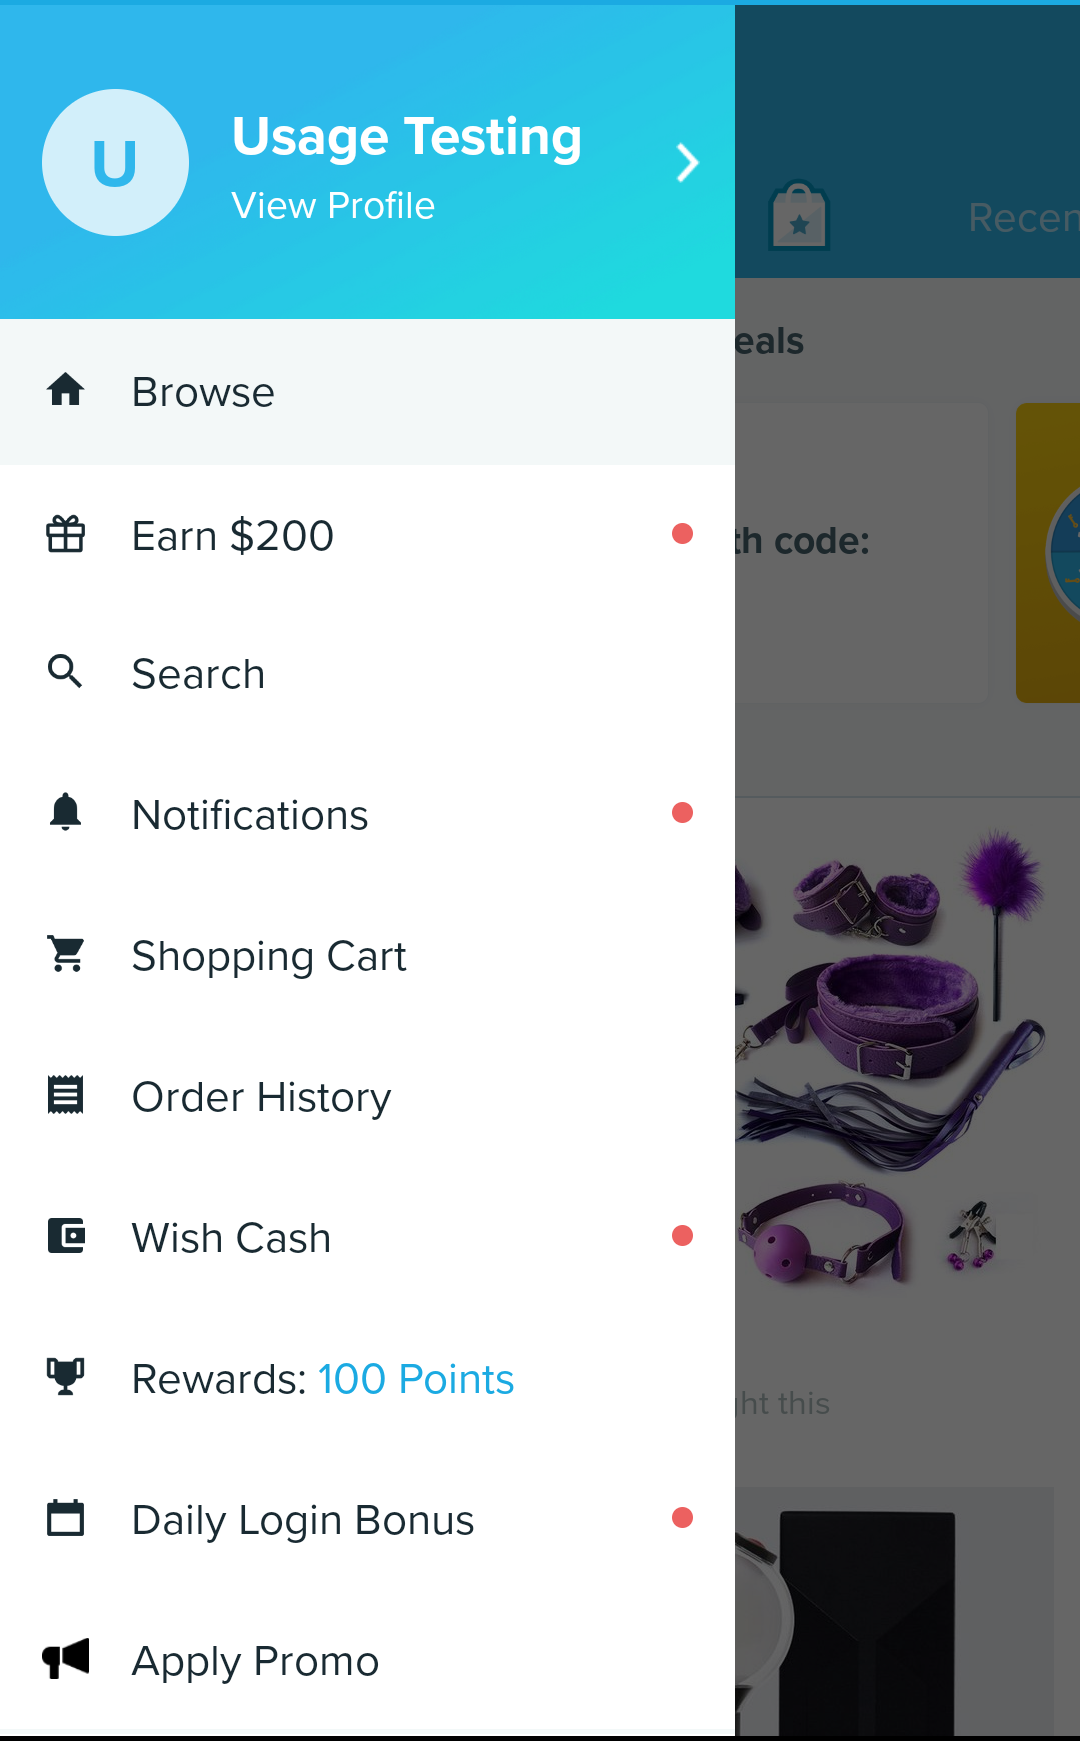 U
Usage Testing
View Profile
Browse
Earn $200
Search
Notifications
Shopping Cart
Order History
Wish Cash
Rewards: 100 Points
Daily Login Bonus
Apply Promo
Recen
eals
th code:
ght this